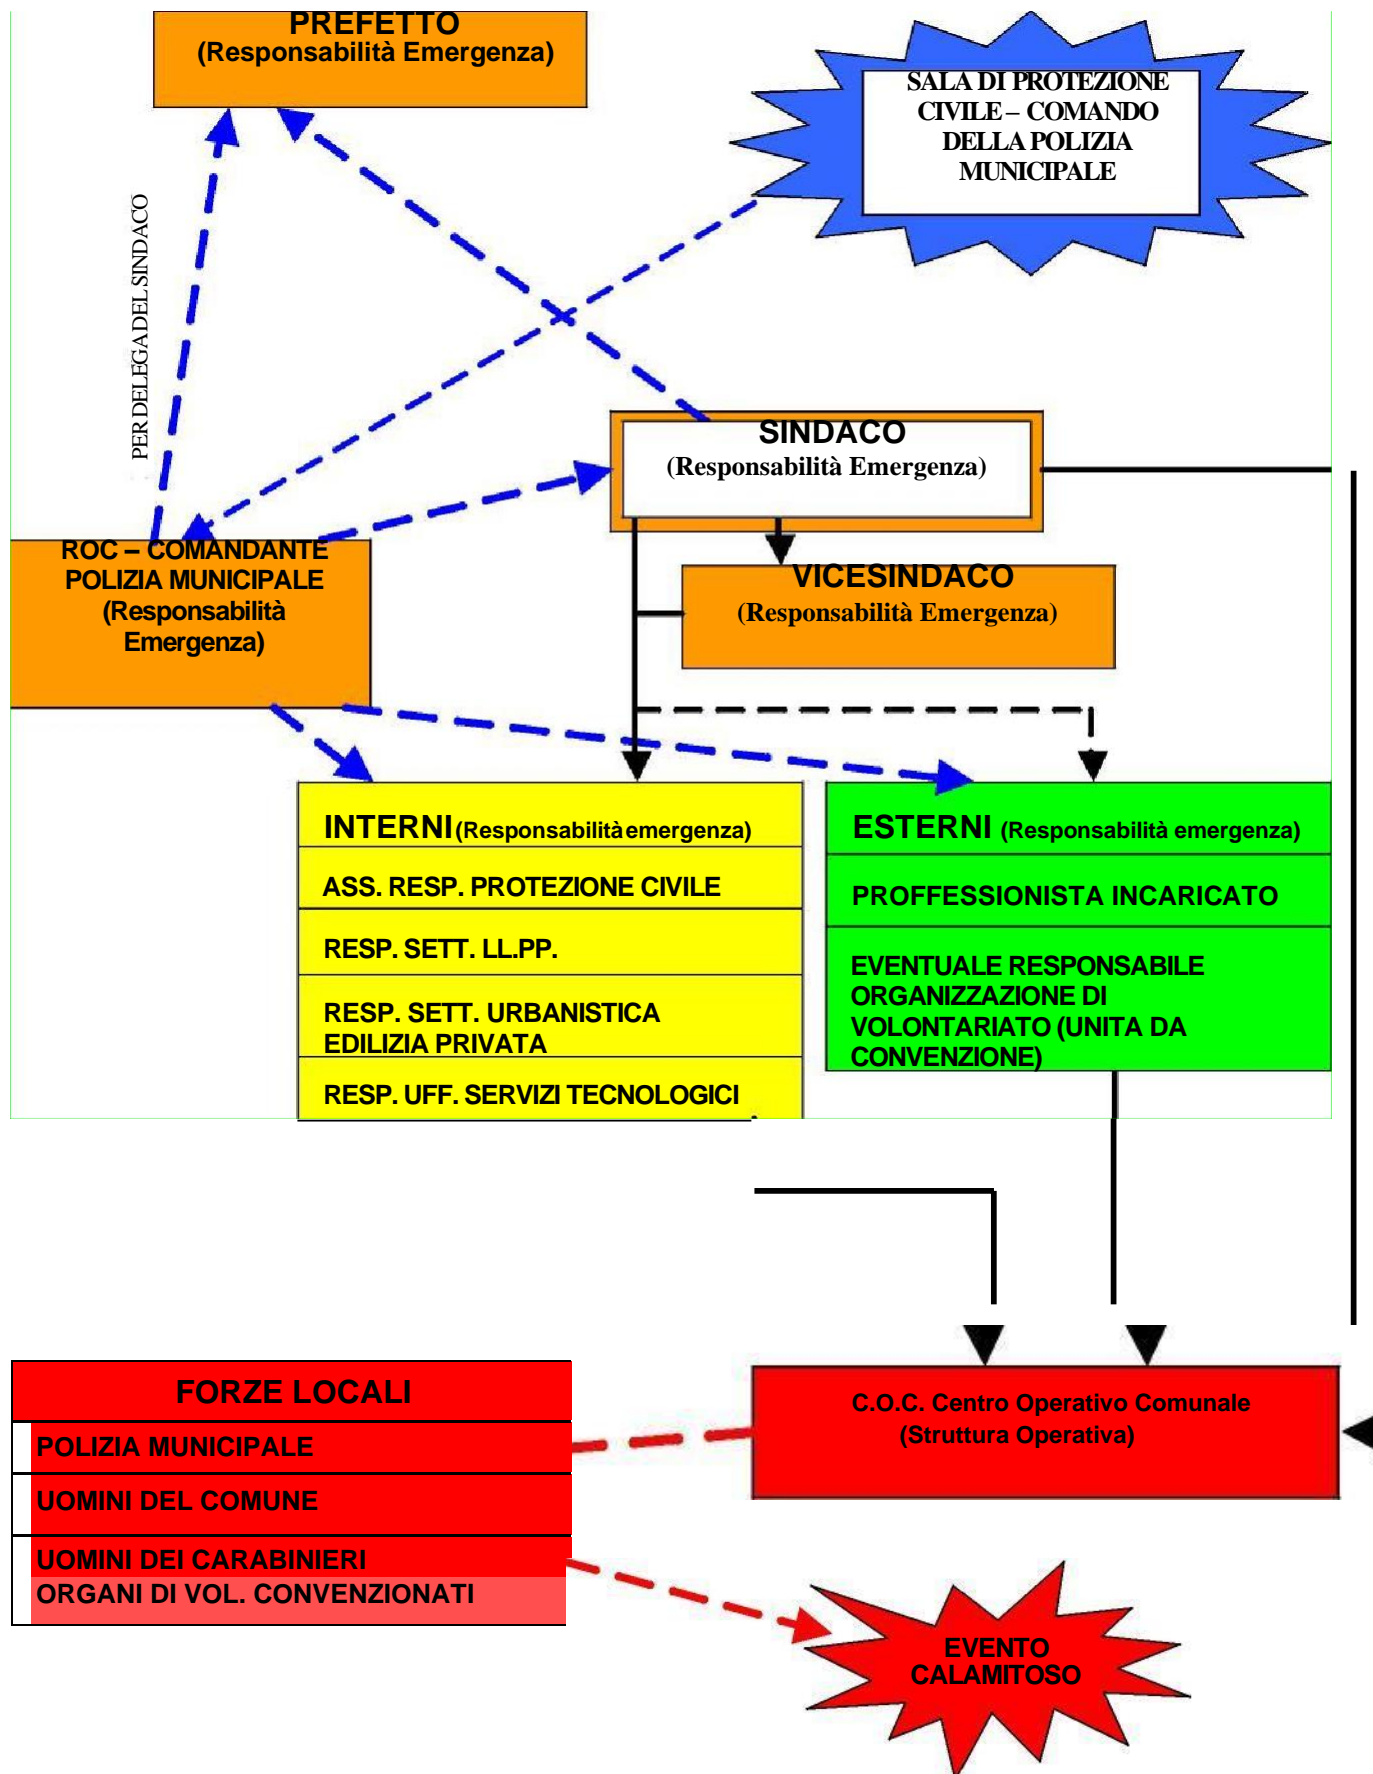 PREFETTO
(Responsabilità Emergenza)
SALA DI PROTEZIONE
CIVILE – COMANDO
DELLA POLIZIA
MUNICIPALE
PER DELEGA DEL SINDACO
SINDACO
(Responsabilità Emergenza)
ROC – COMANDANTE
POLIZIA MUNICIPALE
(Responsabilità
Emergenza)
VICESINDACO
(Responsabilità Emergenza)
INTERNI (Responsabilità emergenza)
ASS. RESP. PROTEZIONE CIVILE
RESP. SETT. LL.PP.
RESP. SETT. URBANISTICA
EDILIZIA PRIVATA
RESP. UFF. SERVIZI TECNOLOGICI
ESTERNI (Responsabilità emergenza)
PROFFESSIONISTA INCARICATO
EVENTUALE RESPONSABILE
ORGANIZZAZIONE DI
VOLONTARIATO (UNITA DA
CONVENZIONE)
FORZE LOCALI
POLIZIA MUNICIPALE
UOMINI DEL COMUNE
UOMINI DEI CARABINIERI
ORGANI DI VOL. CONVENZIONATI
C.O.C. Centro Operativo Comunale
(Struttura Operativa)
EVENTO
CALAMITOSO